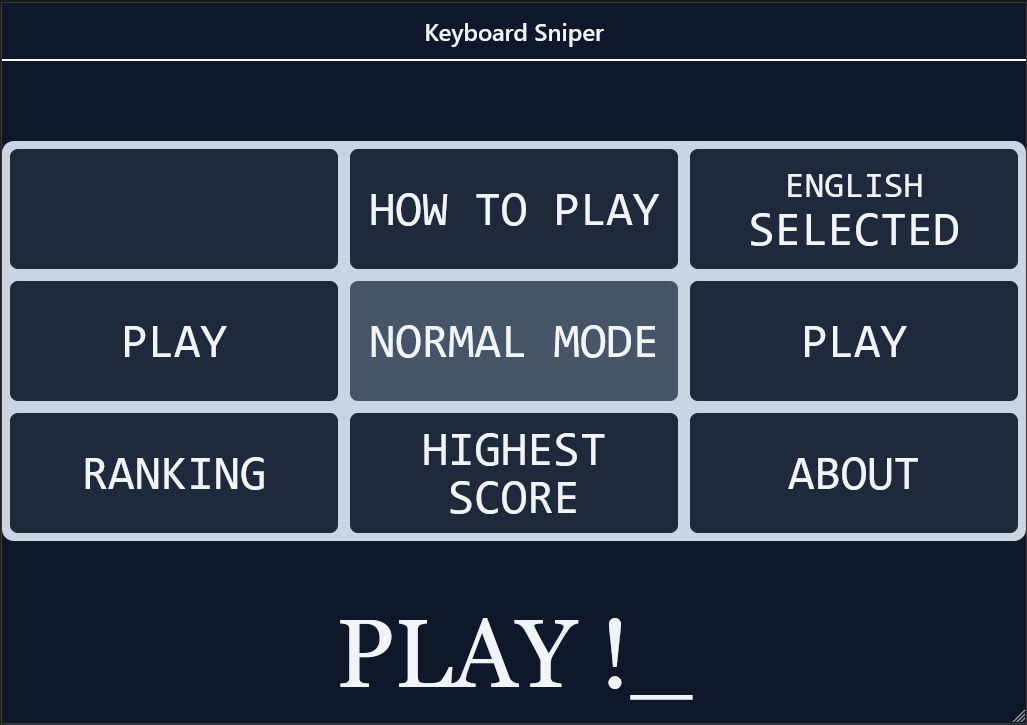 Keyboard Sniper
HOW TO PLAY
ENGLISH
SELECTED
PLAY
NORMAL MODE
PLAY
RANKING
HIGHEST
SCORE
ABOUT
PLAY !_